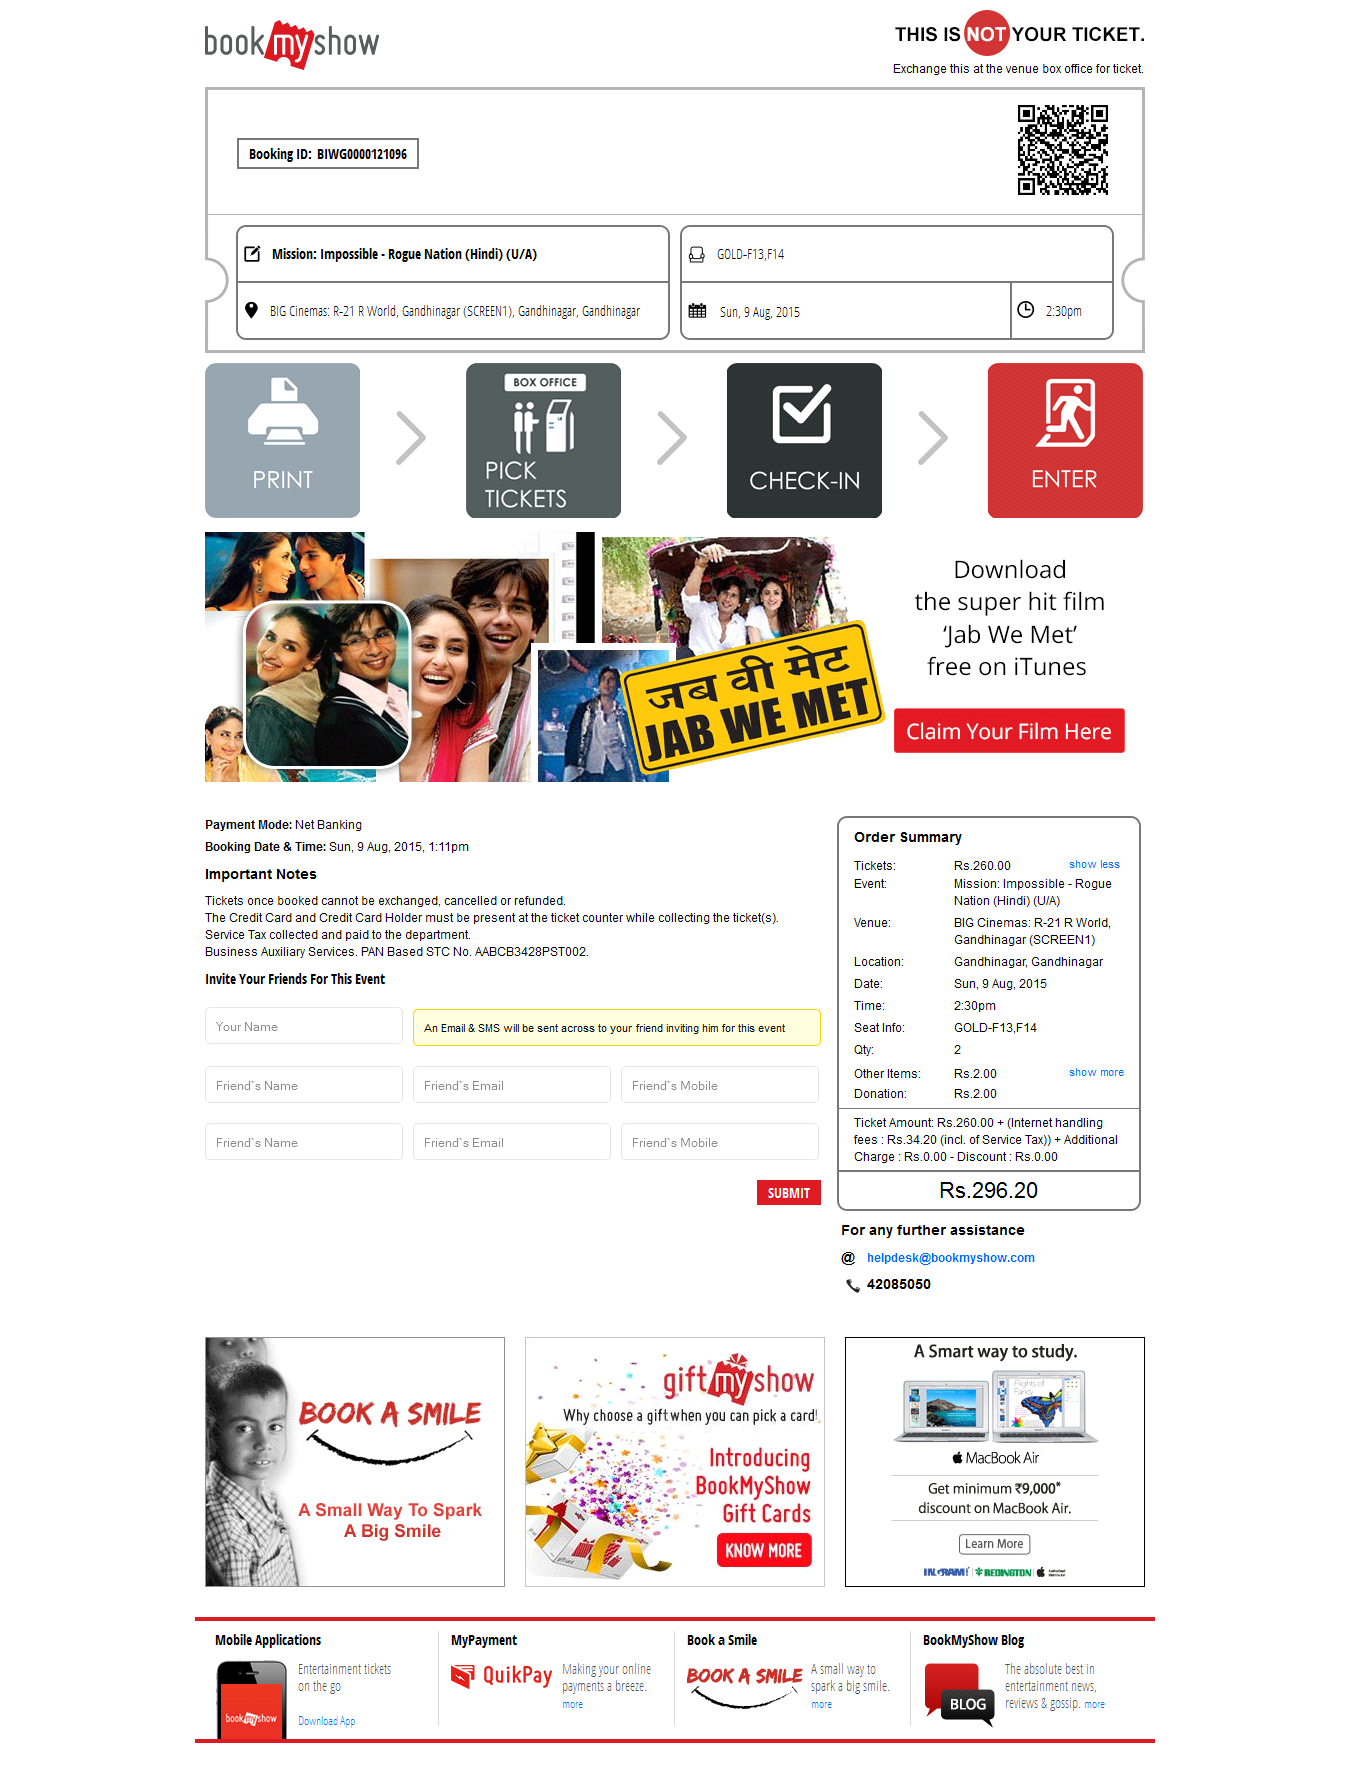 bookmyshow
THIS IS NOT YOUR TICKET.
Exchange this at the venue box office for ticket.
Booking ID: BIWG0000121096
Mission: Impossible - Rogue Nation (Hindi) (U/A)
GOLD-F13,F14
BIG Cinemas: R-21 R World, Gandhinagar (SCREEN1), Gandhinagar, Gandhinagar
Sun, 9 Aug, 2015
2:30pm
PRINT
BOX OFFICE
PICK
TICKETS
CHECK-IN
ENTER
जब वी मेट
JAB WE MET
Download
the super hit film
‘Jab We Met’
free on iTunes
Claim Your Film Here
Payment Mode: Net Banking
Booking Date & Time: Sun, 9 Aug, 2015, 1:11pm
Important Notes
Tickets once booked cannot be exchanged, cancelled or refunded.
The Credit Card and Credit Card Holder must be present at the ticket counter while collecting the ticket(s).
Service Tax collected and paid to the department.
Business Auxiliary Services. PAN Based STC No. AABCB3428PST002.
Invite Your Friends For This Event
Your Name
An Email & SMS will be sent across to your friend inviting him for this event
Friend`s Name
Friend`s Email
Friend`s Mobile
Friend`s Name
Friend`s Email
Friend`s Mobile
SUBMIT
Order Summary
Tickets: Rs.260.00 show less
Event: Mission: Impossible - Rogue
Nation (Hindi) (U/A)
Venue: BIG Cinemas: R-21 R World,
Gandhinagar (SCREEN1)
Location: Gandhinagar, Gandhinagar
Date: Sun, 9 Aug, 2015
Time: 2:30pm
Seat Info: GOLD-F13,F14
Qty: 2
Other Items: Rs.2.00 show more
Donation: Rs.2.00
Ticket Amount: Rs.260.00 + (Internet handling
fees : Rs.34.20 (incl. of Service Tax)) + Additional
Charge : Rs.0.00 - Discount : Rs.0.00
Rs.296.20
For any further assistance
@ helpdesk@bookmyshow.com
42085050
BOOK A SMILE
A Small Way To Spark
A Big Smile
giftmyshow
Why choose a gift when you can pick a card!
Introducing
BookMyShow
Gift Cards
KNOW MORE
A Smart way to study.
Flights of
Fancy
MacBook Air
Get minimum ₹9,000*
discount on MacBook Air.
Learn More
INGRAM REDINGTON
Mobile Applications
Entertainment tickets
on the go
bookmyshow
Download App
MyPayment
QuikPay
Making your online
payments a breeze.
more
Book a Smile
BOOK A SMILE
A small way to
spark a big smile.
more
BookMyShow Blog
BLOG
The absolute best in
entertainment news,
reviews & gossip. more